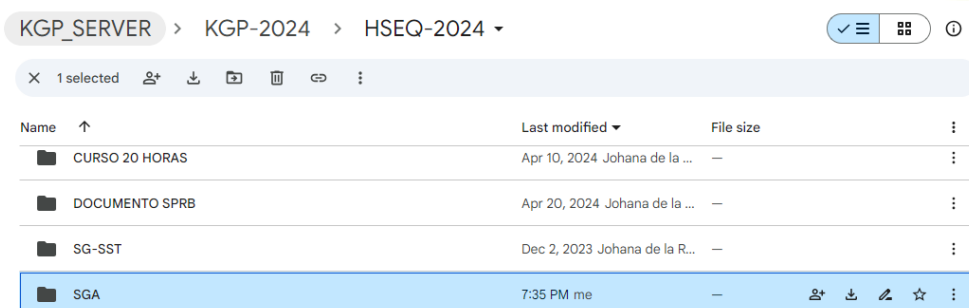 KGP_SERVER > KGP-2024 > HSEQ-2024
1 selected
Name Last modified File size
CURSO 20 HORAS Apr 10, 2024 Johana de la ... —
DOCUMENTO SPRB Apr 20, 2024 Johana de la ... —
SG-SST Dec 2, 2023 Johana de la R... —
SGA 7:35 PM me —